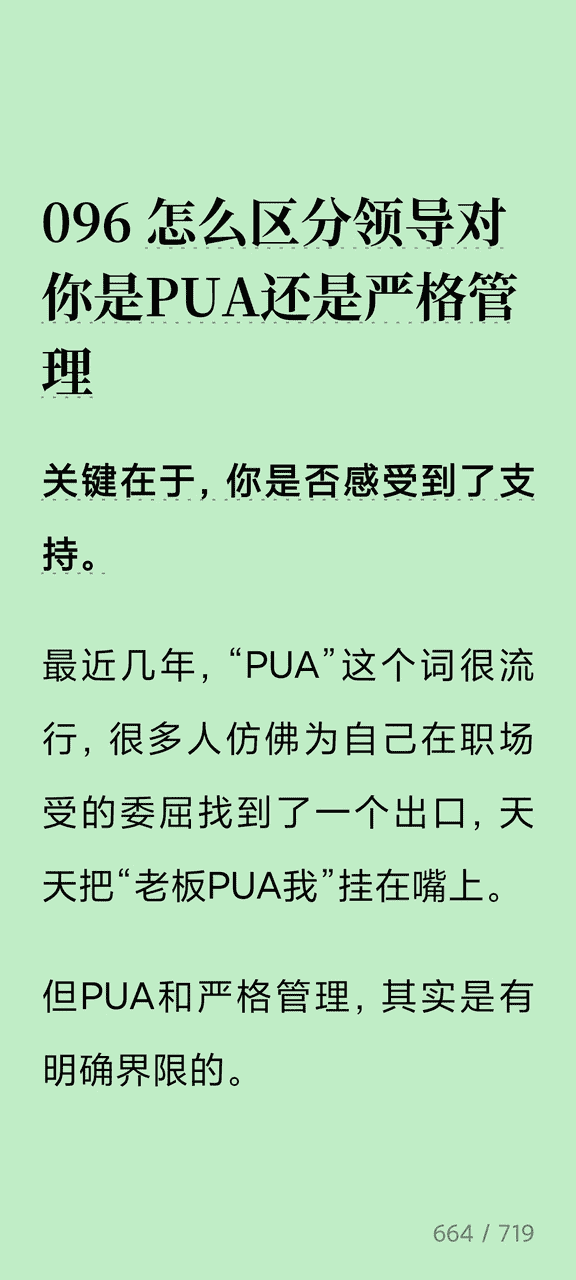 096 怎么区分领导对
你是PUA还是严格管
理
关键在于，你是否感受到了支
持。
最近几年，“PUA”这个词很流
行，很多人仿佛为自己在职场
受的委屈找到了一个出口，天
天把“老板PUA我”挂在嘴上。
但PUA和严格管理，其实是有
明确界限的。
664 / 719